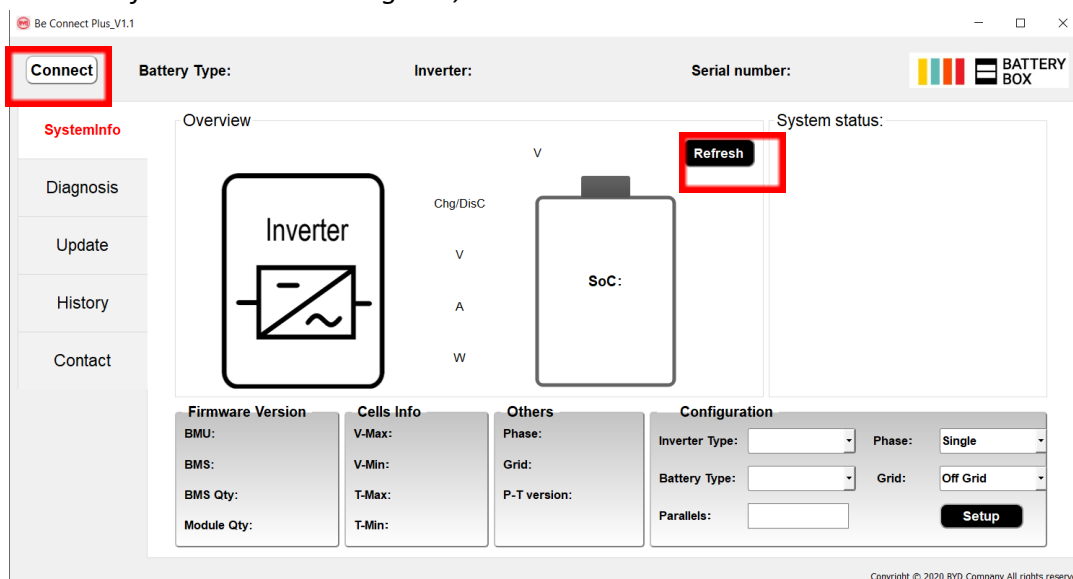 Be Connect Plus_V1.1
Connect
Battery Type:
Inverter:
Serial number:
BATTERY
BOX
SystemInfo
Diagnosis
Update
History
Contact
Overview
V
Refresh
Inverter
Chg/DisC
V
A
W
SoC:
System status:
Firmware Version
BMU:
BMS:
BMS Qty:
Module Qty:
Cells Info
V-Max:
V-Min:
T-Max:
T-Min:
Others
Phase:
Grid:
P-T version:
Configuration
Inverter Type:
Phase: Single
Battery Type:
Grid: Off Grid
Parallels:
Setup
Copyright © 2020 BYD Company All rights reserve